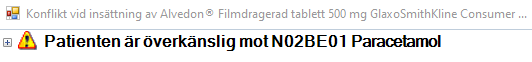 Konflikt vid insättning av Alvedon® Filmdragerad tablett 500 mg GlaxoSmithKline Consumer ...
Patienten är överkänslig mot N02BE01 Paracetamol